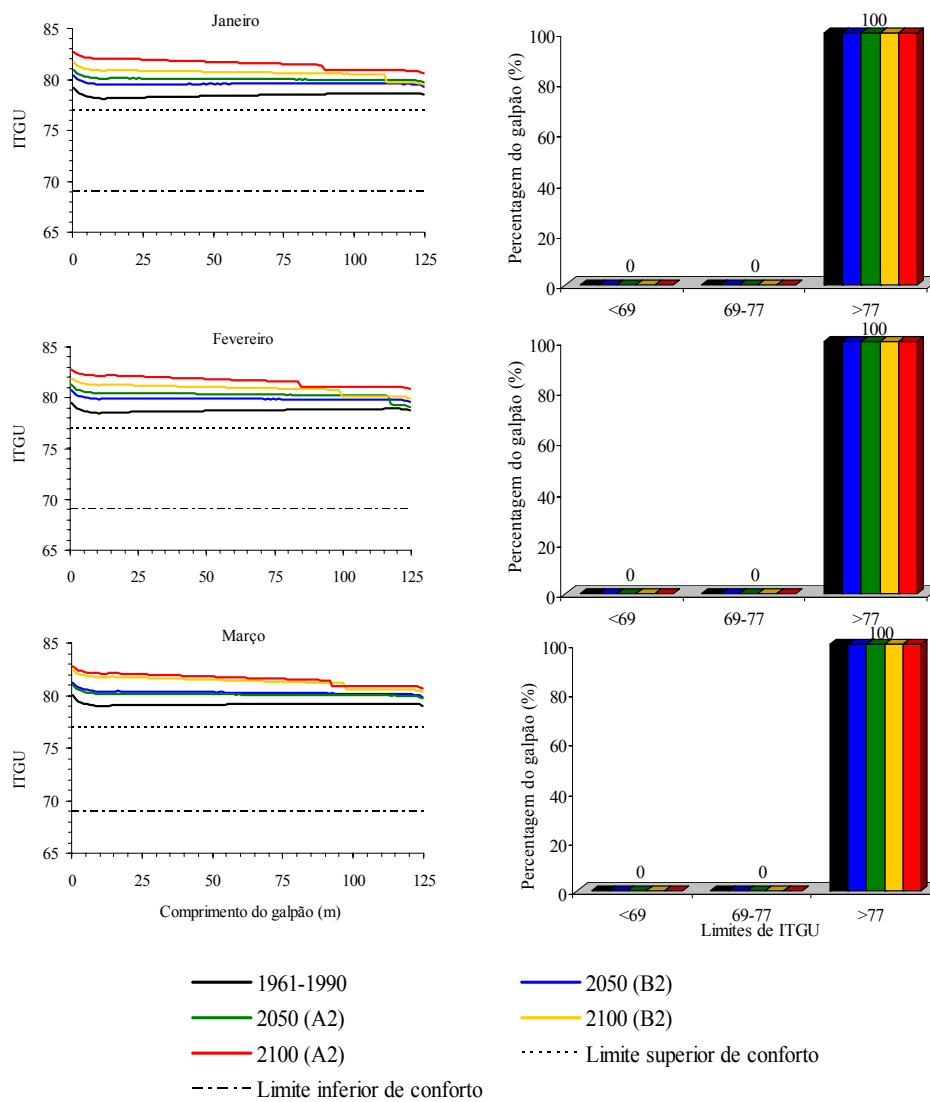 Janeiro
85
80
75
70
65
ITGU
0 25 50 75 100 125
100
80
60
40
20
0
Percentagem do galpão (%)
0 0 100
<69 69-77 >77
Fevereiro
85
80
75
70
65
ITGU
0 25 50 75 100 125
100
80
60
40
20
0
Percentagem do galpão (%)
0 0 100
<69 69-77 >77
Março
85
80
75
70
65
ITGU
0 25 50 75 100 125
Comprimento do galpão (m)
100
80
60
40
20
0
Percentagem do galpão (%)
0 0 100
<69 69-77 >77
Limites de ITGU
1961-1990
2050 (B2)
2050 (A2)
2100 (B2)
2100 (A2)
Limite superior de conforto
Limite inferior de conforto